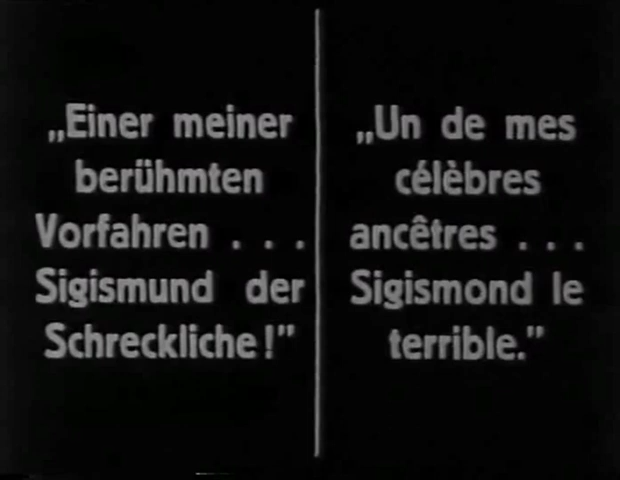 „Einer meiner
berühmten
Vorfahren . . .
Sigismund der
Schreckliche!”
„Un de mes
célèbres
ancêtres . . .
Sigismond le
terrible.”